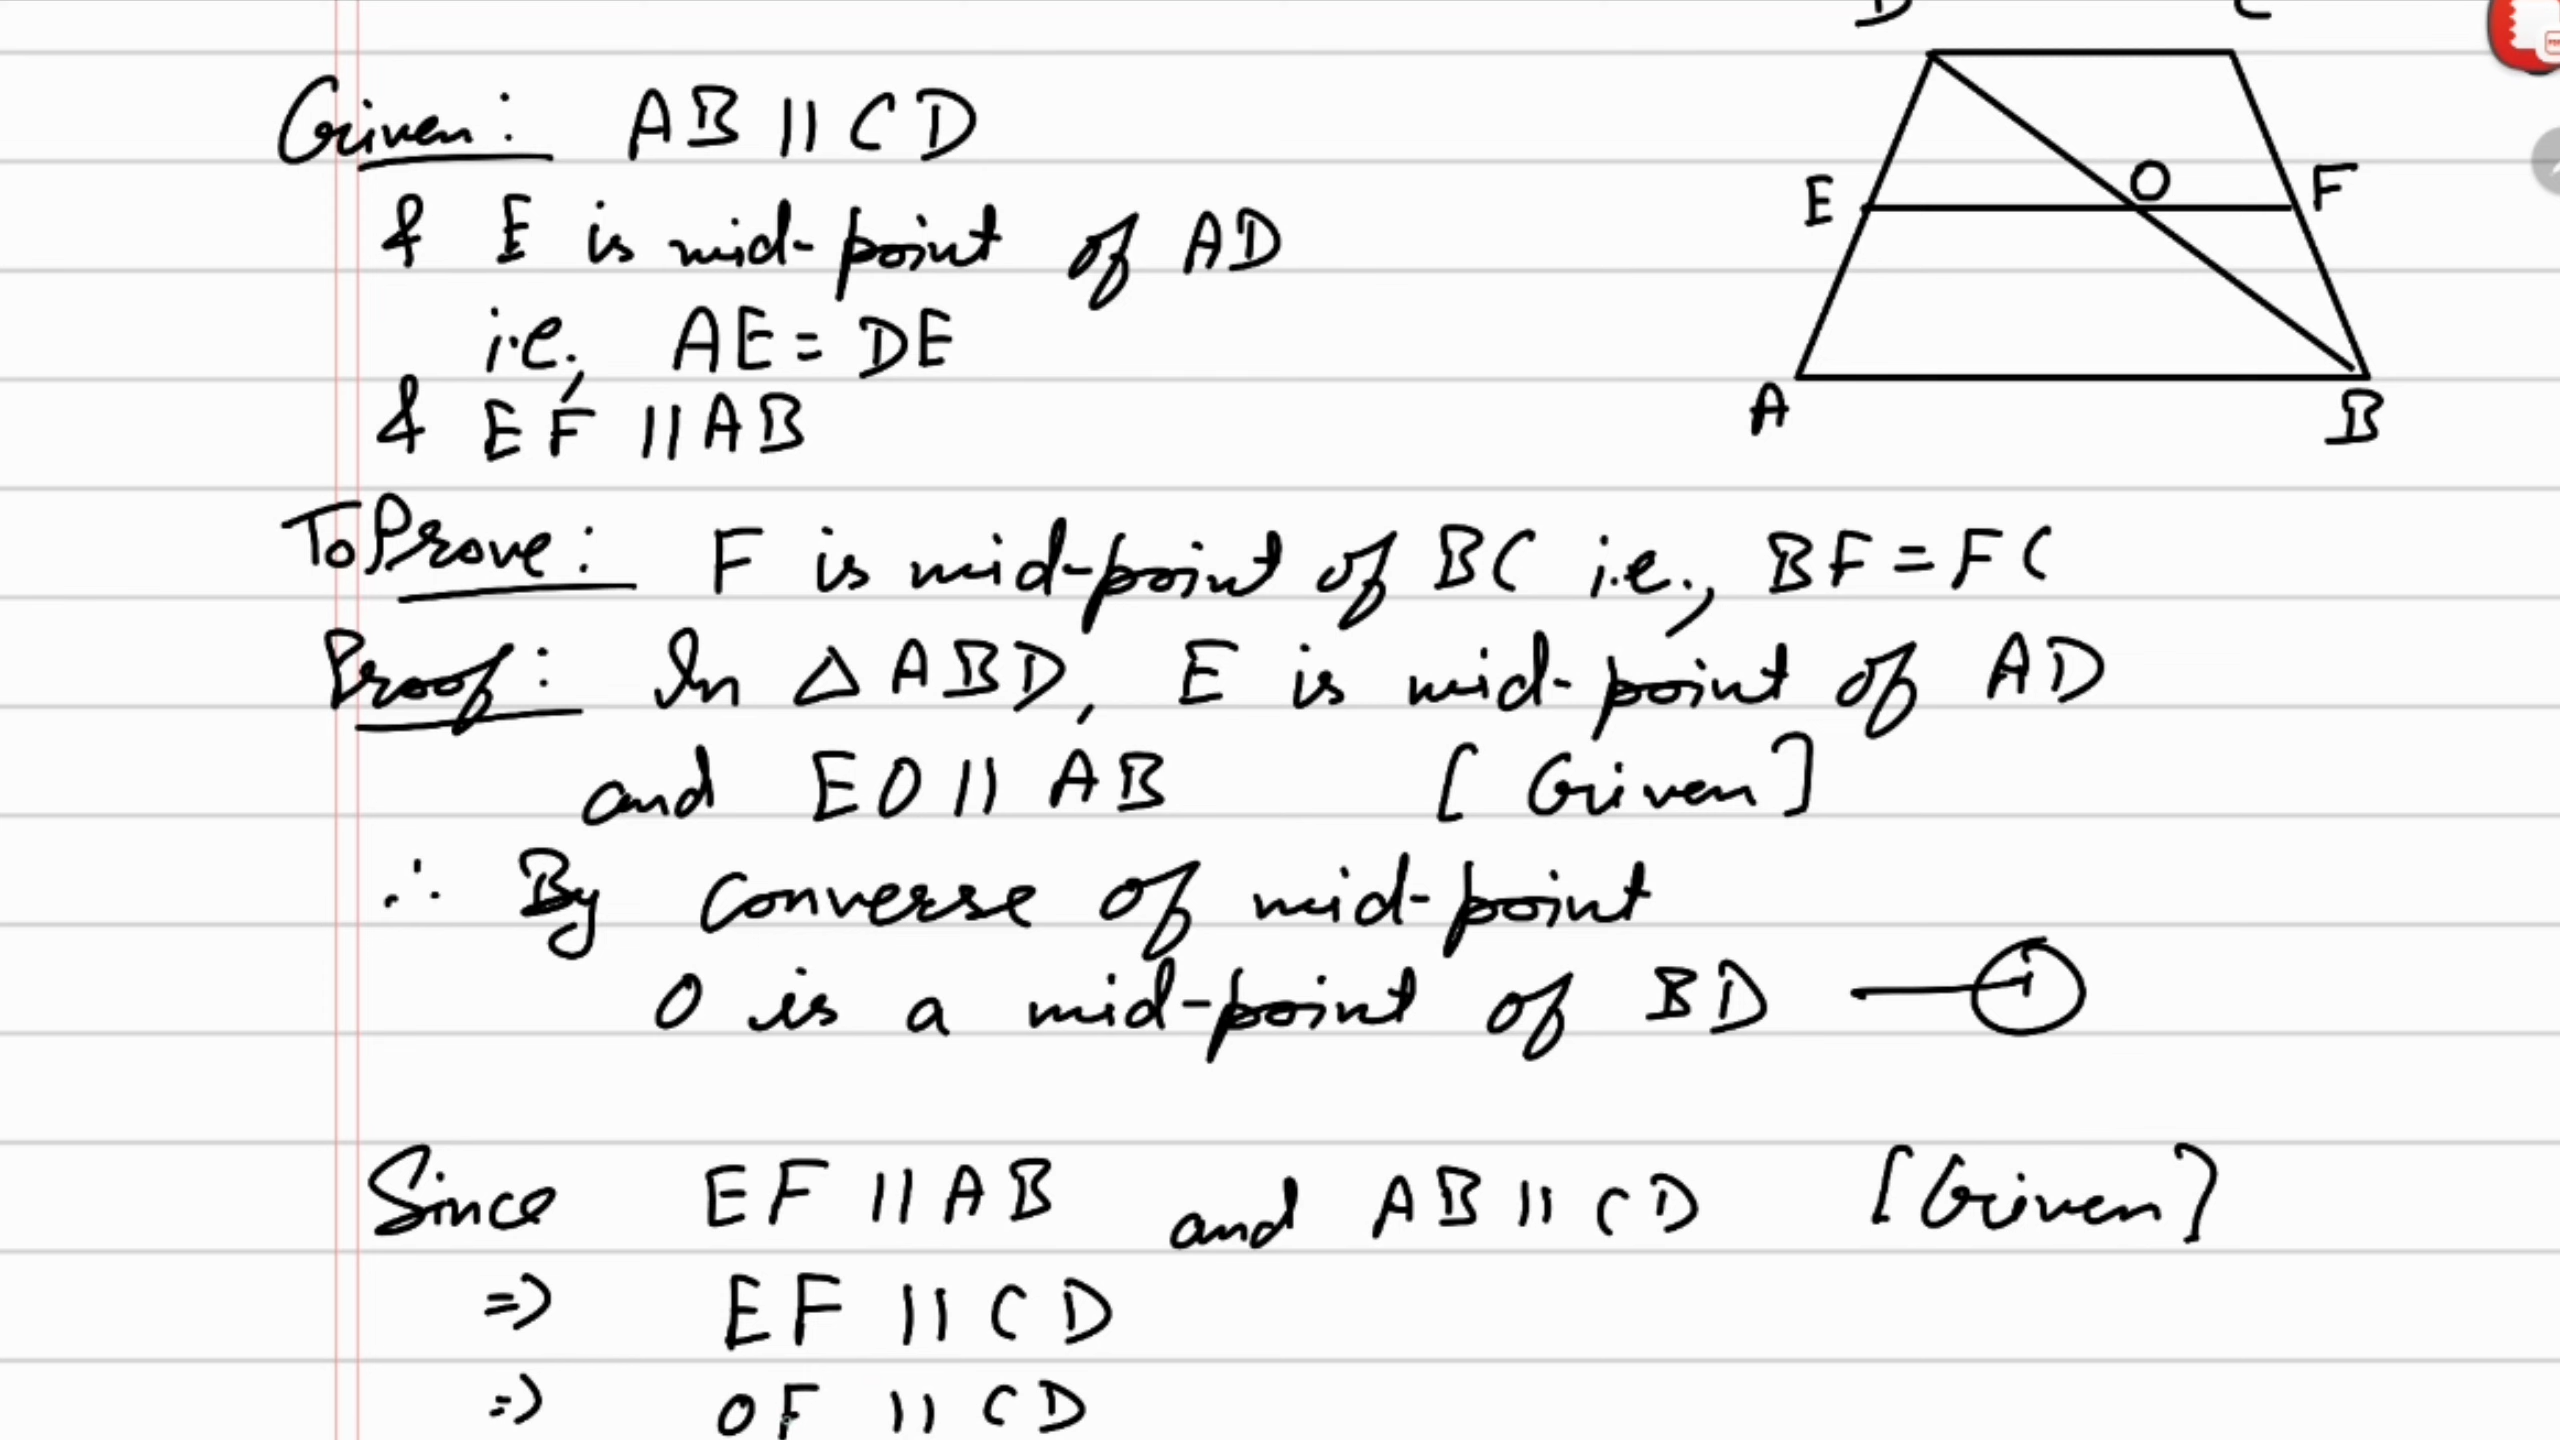 D C
Given: AB || CD
& E is mid-point of AD
i.e., AE = DE
& EF || AB
E O F
A B
To Prove: F is mid-point of BC i.e., BF = FC
Proof: In △ ABD, E is mid-point of AD
and EO || AB [Given]
∴ By converse of mid-point
O is a mid-point of BD —①
Since EF || AB and AB || CD [Given]
=> EF || CD
=> OF || CD